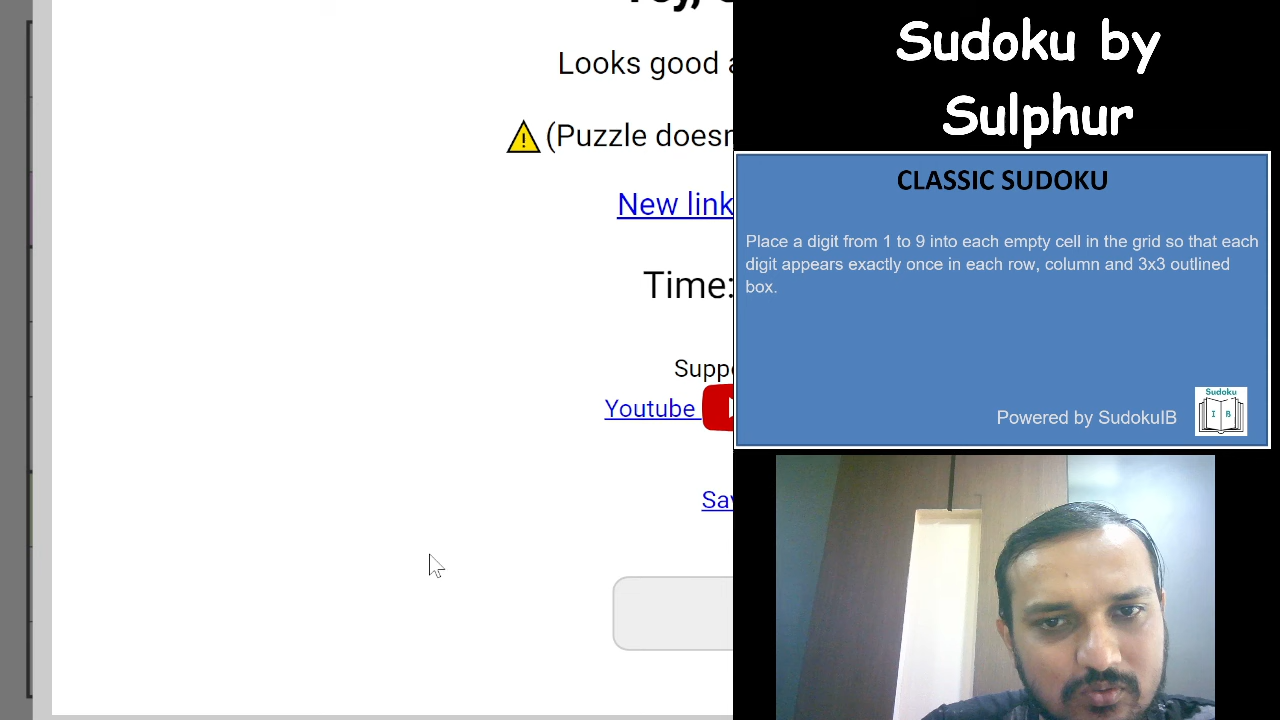 Looks good
(Puzzle
New link
Time:
Youtube
Sudoku by
Sulphur
CLASSIC SUDOKU
Place a digit from 1 to 9 into each empty cell in the grid so that each
digit appears exactly once in each row, column and 3x3 outlined
box.
Powered by SudokuIB
Sudoku
I B